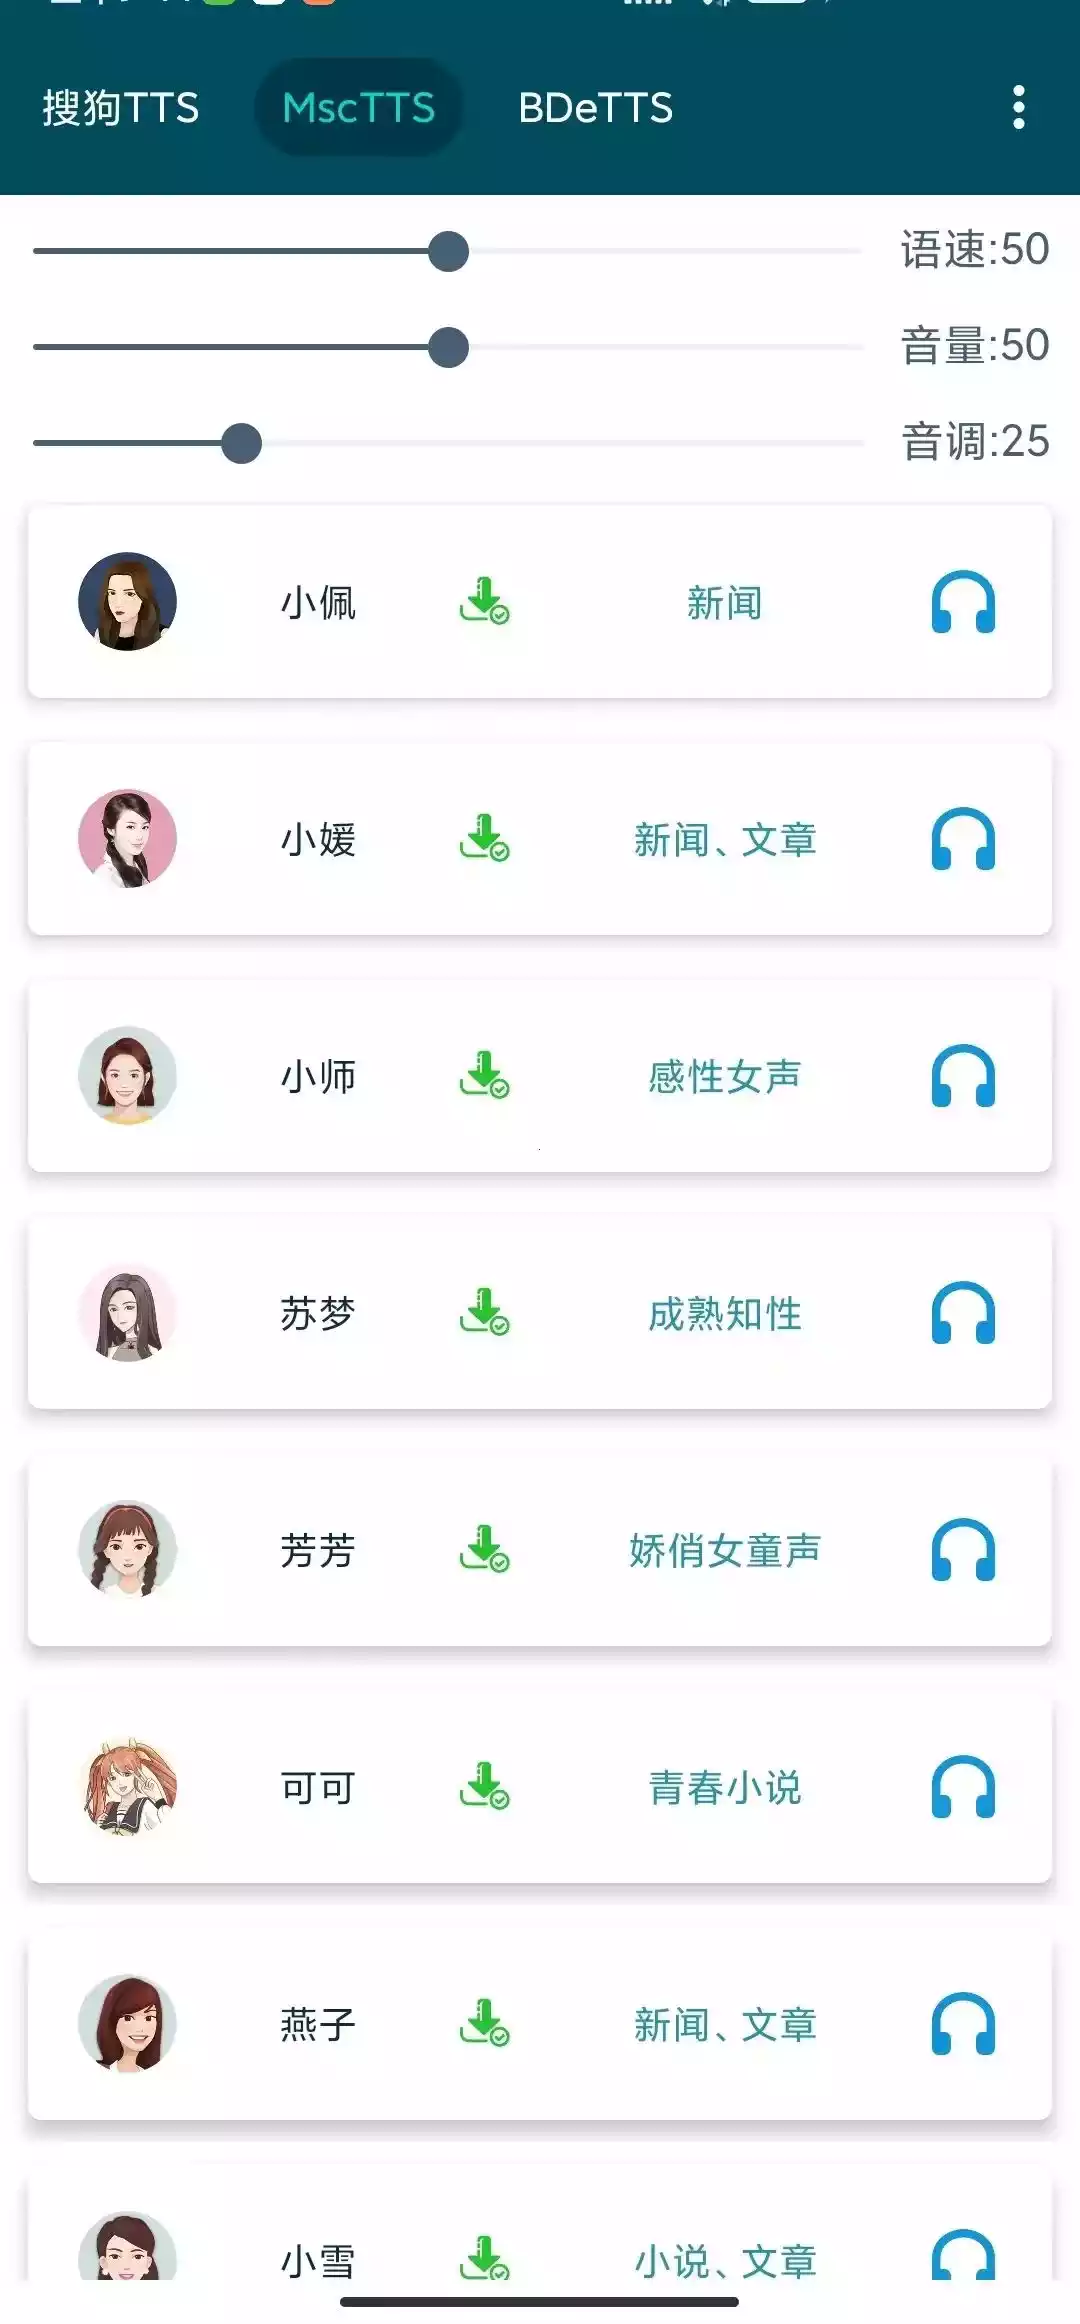 搜狗TTS MscTTS BDeTTS
语速:50
音量:50
音调:25
小佩 新闻
小媛 新闻、文章
小师 感性女声
苏梦 成熟知性
芳芳 娇俏女童声
可可 青春小说
燕子 新闻、文章
小雪 小说、文章